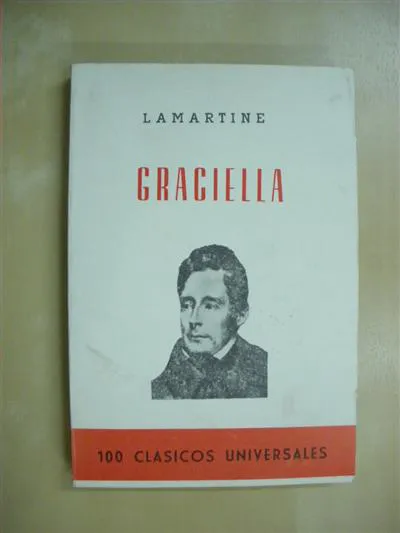 LAMARTINE
GRACIELLA
100 CLASICOS UNIVERSALES